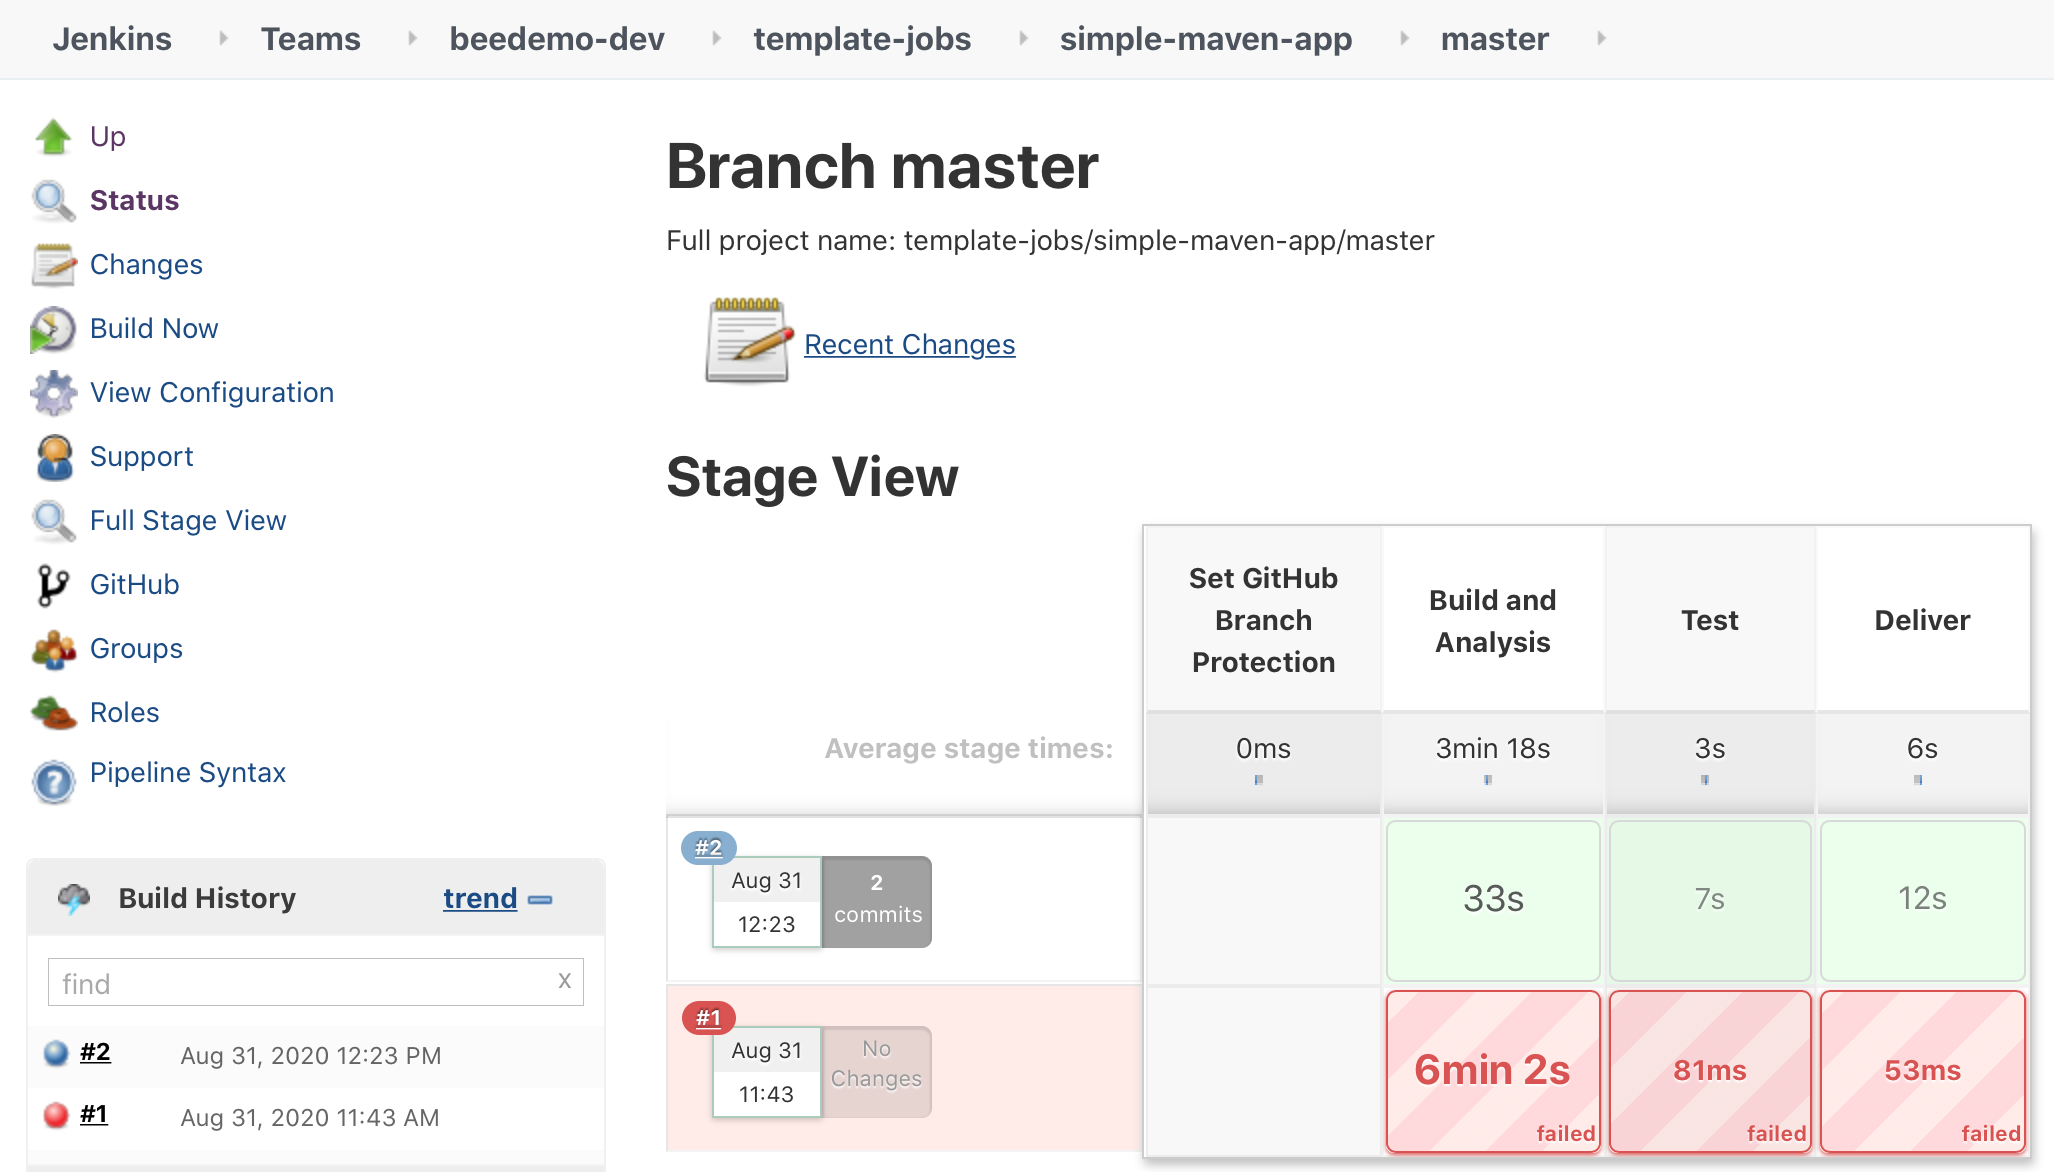 Jenkins Teams beedemo-dev template-jobs simple-maven-app master
Up
Status
Changes
Build Now
View Configuration
Support
Full Stage View
GitHub
Groups
Roles
Pipeline Syntax
Build History trend
find x
#2 Aug 31, 2020 12:23 PM
#1 Aug 31, 2020 11:43 AM
Branch master
Full project name: template-jobs/simple-maven-app/master
Recent Changes
Stage View
Set GitHub
Branch
Protection
Build and
Analysis
Test
Deliver
Average stage times: 0ms 3min 18s 3s 6s
#2
Aug 31
12:23
2
commits
33s 7s 12s
#1
Aug 31
11:43
No
Changes
6min 2s
failed
81ms
failed
53ms
failed